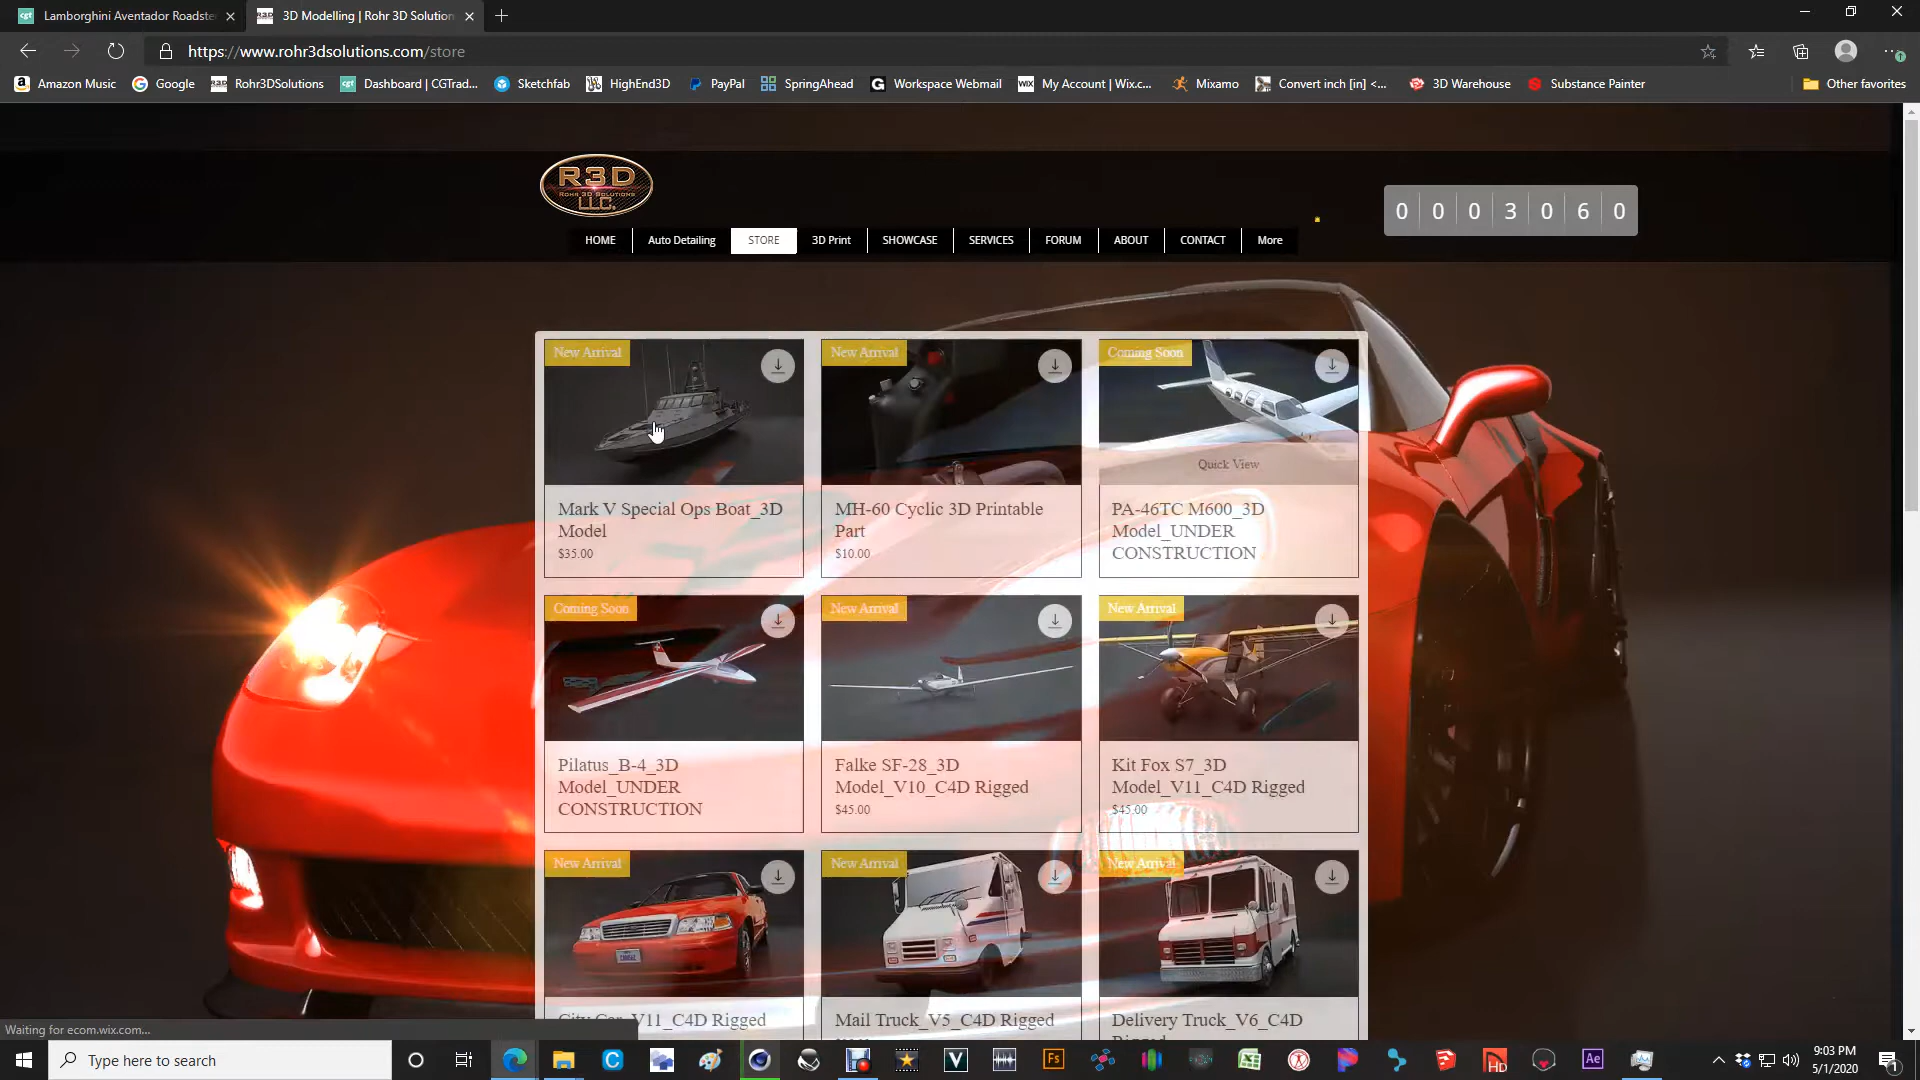 Lamborghini Aventador Roadste
3D Modelling | Rohr 3D Solution
https://www.rohr3dsolutions.com/store
Amazon Music
Google
Rohr3DSolutions
Dashboard | CGTrad...
Sketchfab
HighEnd3D
PayPal
SpringAhead
Workspace Webmail
My Account | Wix.c...
Mixamo
Convert inch [in] <...
3D Warehouse
Substance Painter
Other favorites
R3D
ROHR 3D SOLUTIONS
LLC.
0 0 0 3 0 6 0
HOME
Auto Detailing
STORE
3D Print
SHOWCASE
SERVICES
FORUM
ABOUT
CONTACT
More
New Arrival
New Arrival
Coming Soon
Quick View
Mark V Special Ops Boat_3D
Model
$35.00
MH-60 Cyclic 3D Printable
Part
$10.00
PA-46TC M600_3D
Model_UNDER
CONSTRUCTION
Coming Soon
New Arrival
New Arrival
Pilatus_B-4_3D
Model_UNDER
CONSTRUCTION
Falke SF-28_3D
Model_V10_C4D Rigged
$45.00
Kit Fox S7_3D
Model_V11_C4D Rigged
$45.00
New Arrival
New Arrival
New Arrival
City Car_V11_C4D Rigged
Mail Truck_V5_C4D Rigged
Delivery Truck_V6_C4D
Rigged
Waiting for ecom.wix.com...
Type here to search
9:03 PM
5/1/2020